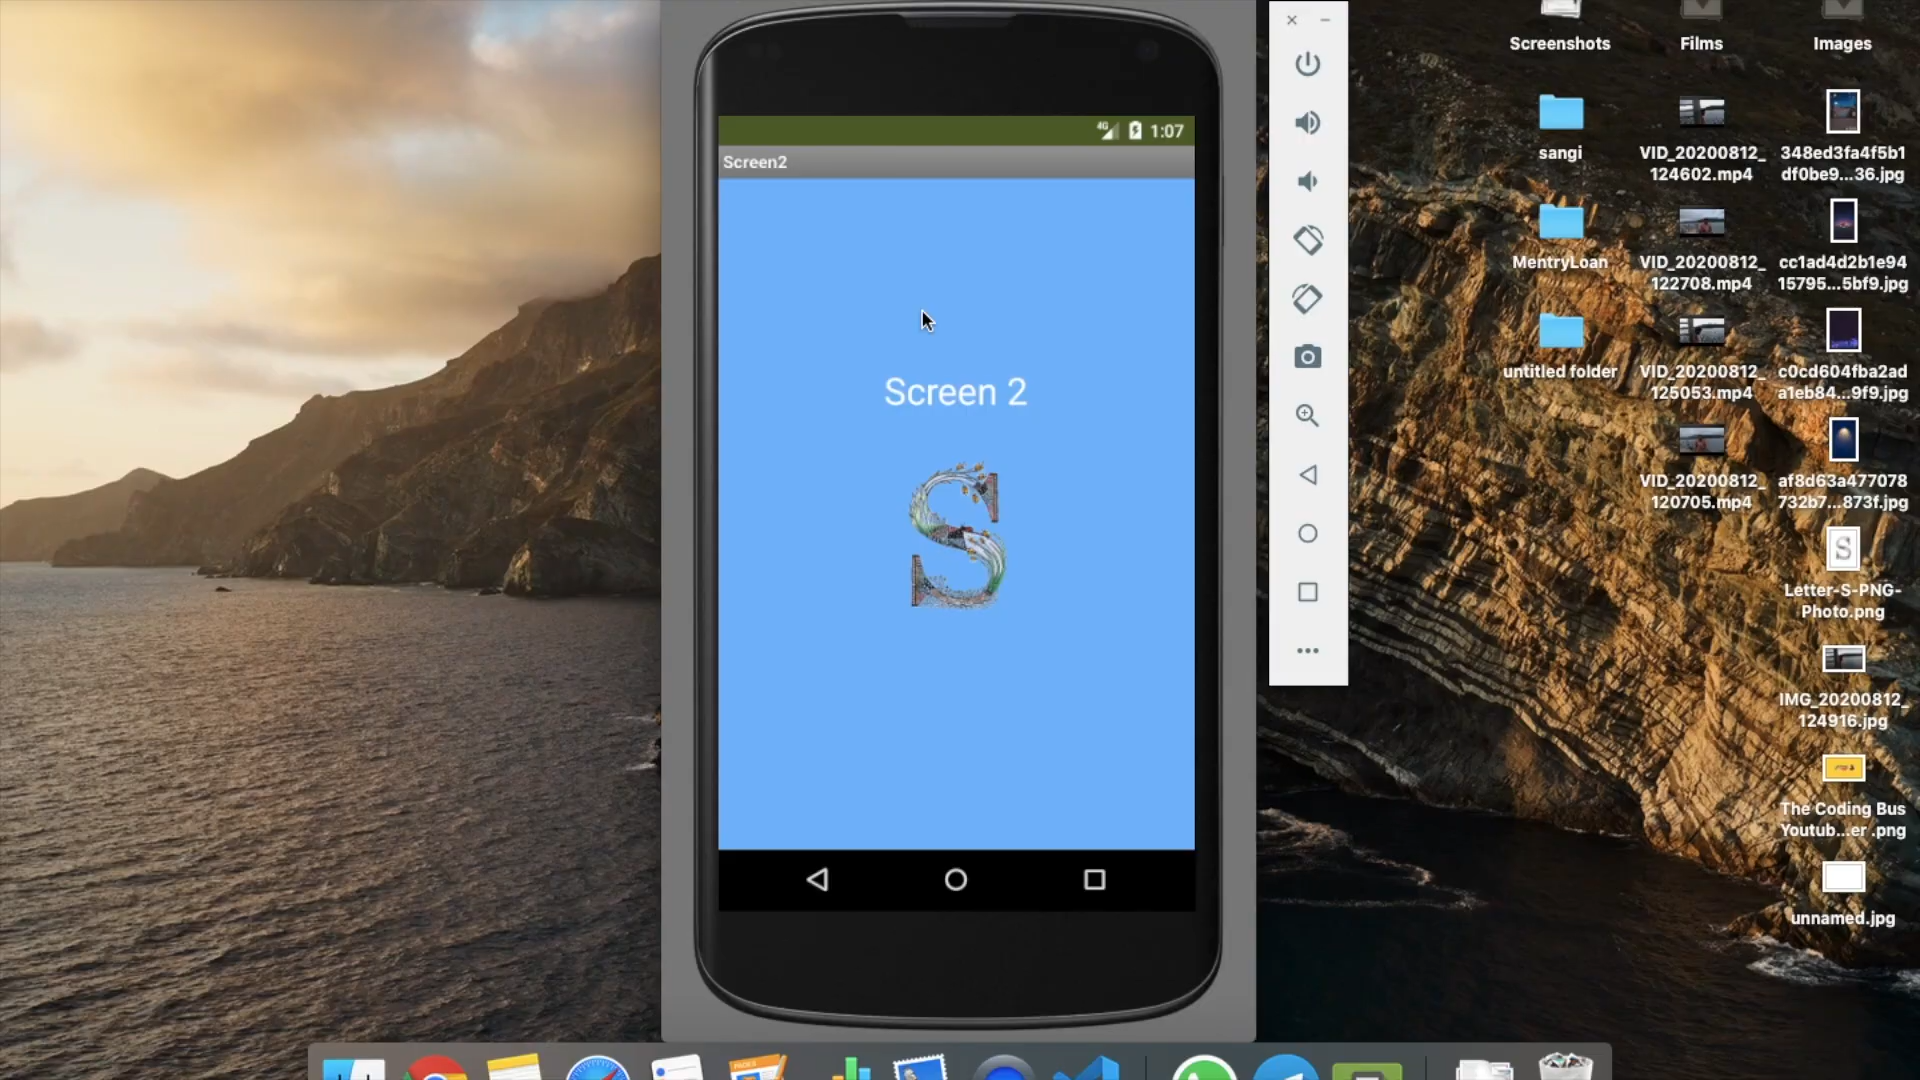 4G 1:07
Screen2
Screen 2
S
Screenshots
Films
Images
sangi
VID_20200812_
124602.mp4
348ed3fa4f5b1
df0be9...36.jpg
MentryLoan
VID_20200812_
122708.mp4
cc1ad4d2b1e94
15795...5bf9.jpg
untitled folder
VID_20200812_
125053.mp4
c0cd604fba2ad
a1eb84...9f9.jpg
VID_20200812_
120705.mp4
af8d63a477078
732b7...873f.jpg
S
Letter-S-PNG-
Photo.png
IMG_20200812_
124916.jpg
The Coding Bus
Youtub...er .png
unnamed.jpg